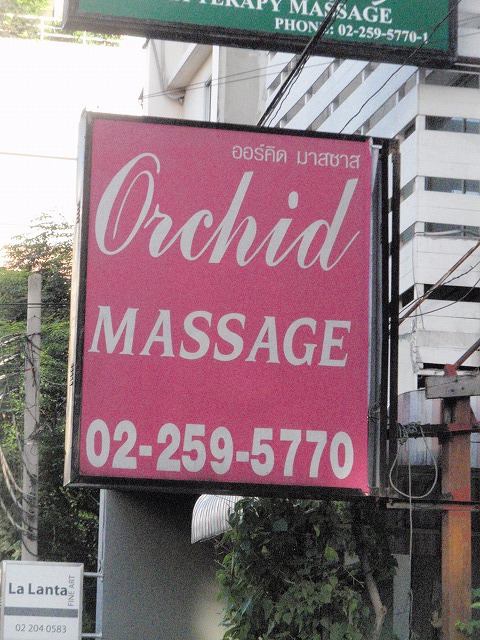 MASSAGE
PHONE: 02-259-5770-1
ออร์คิด มาสซาส
Orchid
MASSAGE
02-259-5770
La Lanta
FINE ART
02 204 0583